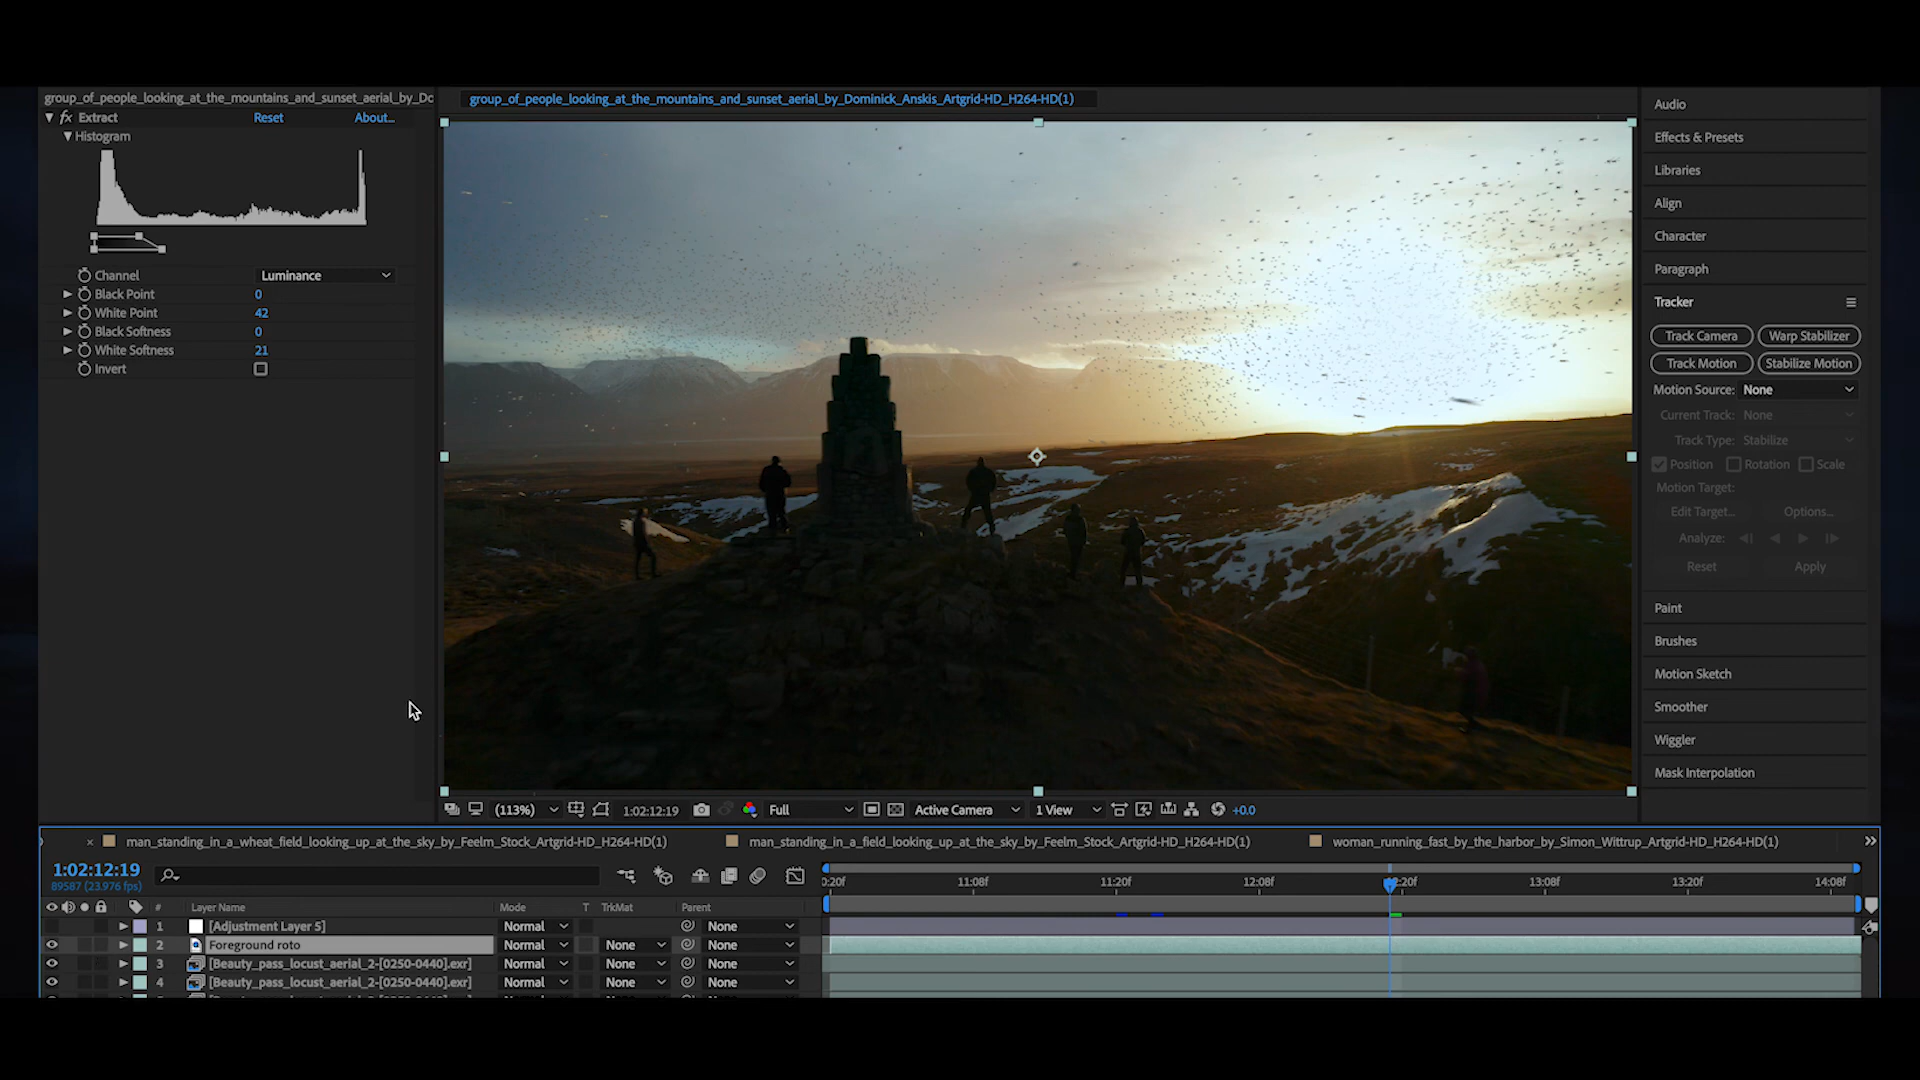 group_of_people_looking_at_the_mountains_and_sunset_aerial_by_Do
fx Extract Reset About...
Histogram
Channel Luminance
Black Point 0
White Point 42
Black Softness 0
White Softness 21
Invert
group_of_people_looking_at_the_mountains_and_sunset_aerial_by_Dominick_Anskis_Artgrid-HD_H264-HD(1)
Audio
Effects & Presets
Libraries
Align
Character
Paragraph
Tracker
Track Camera Warp Stabilizer
Track Motion Stabilize Motion
Motion Source: None
Current Track: None
Track Type: Stabilize
Position Rotation Scale
Motion Target:
Edit Target... Options...
Analyze:
Reset Apply
Paint
Brushes
Motion Sketch
Smoother
Wiggler
Mask Interpolation
(113%) 1:02:12:19 Full Active Camera 1 View +0.0
man_standing_in_a_wheat_field_looking_up_at_the_sky_by_Feelm_Stock_Artgrid-HD_H264-HD(1) man_standing_in_a_field_looking_up_at_the_sky_by_Feelm_Stock_Artgrid-HD_H264-HD(1) woman_running_fast_by_the_harbor_by_Simon_Wittrup_Artgrid-HD_H264-HD(1)
1:02:12:19
89587 (23.976 fps)
0:20f 11:08f 11:20f 12:08f 20f 13:08f 13:20f 14:08f
# Layer Name Mode T TrkMat Parent
1 [Adjustment Layer 5] Normal None
2 Foreground roto Normal None None
3 [Beauty_pass_locust_aerial_2-[0250-0440].exr] Normal None None
4 [Beauty_pass_locust_aerial_2-[0250-0440].exr] Normal None None